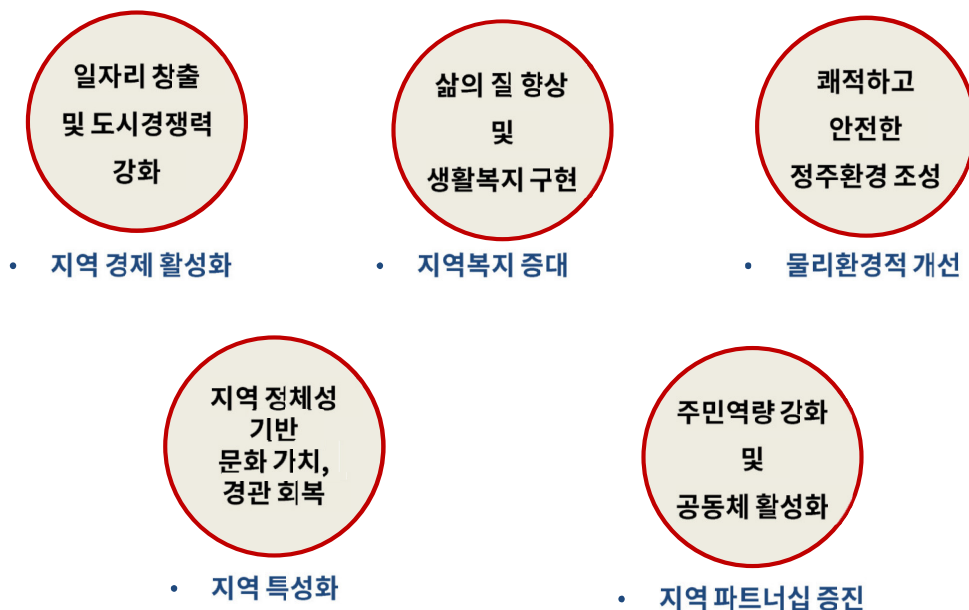 일자리 창출
및 도시경쟁력
강화
• 지역 경제 활성화
삶의 질 향상
및
생활복지 구현
• 지역복지 증대
쾌적하고
안전한
정주환경 조성
• 물리환경적 개선
지역 정체성
기반
문화 가치,
경관 회복
• 지역 특성화
주민역량 강화
및
공동체 활성화
• 지역 파트너십 증진